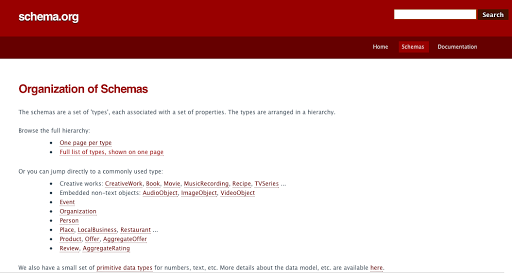 schema.org
Search
Home Schemas Documentation
Organization of Schemas
The schemas are a set of 'types', each associated with a set of properties. The types are arranged in a hierarchy.
Browse the full hierarchy:
• One page per type
• Full list of types, shown on one page
Or you can jump directly to a commonly used type:
• Creative works: CreativeWork, Book, Movie, MusicRecording, Recipe, TVSeries ...
• Embedded non-text objects: AudioObject, ImageObject, VideoObject
• Event
• Organization
• Person
• Place, LocalBusiness, Restaurant ...
• Product, Offer, AggregateOffer
• Review, AggregateRating
We also have a small set of primitive data types for numbers, text, etc. More details about the data model, etc. are available here.